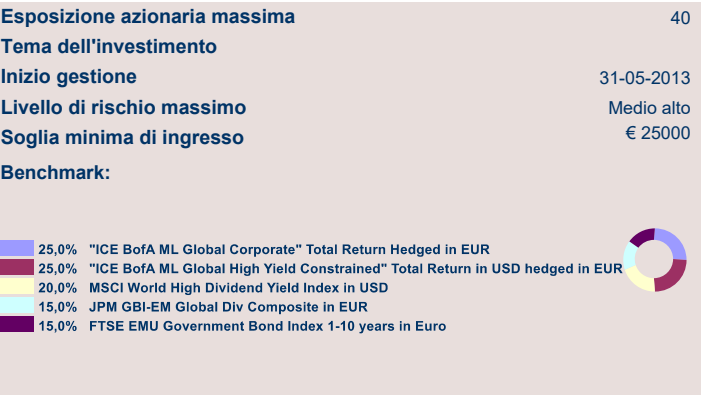 Esposizione azionaria massima 40
Tema dell'investimento
Inizio gestione 31-05-2013
Livello di rischio massimo Medio alto
Soglia minima di ingresso € 25000
Benchmark:
25,0% "ICE BofA ML Global Corporate" Total Return Hedged in EUR
25,0% "ICE BofA ML Global High Yield Constrained" Total Return in USD hedged in EUR
20,0% MSCI World High Dividend Yield Index in USD
15,0% JPM GBI-EM Global Div Composite in EUR
15,0% FTSE EMU Government Bond Index 1-10 years in Euro